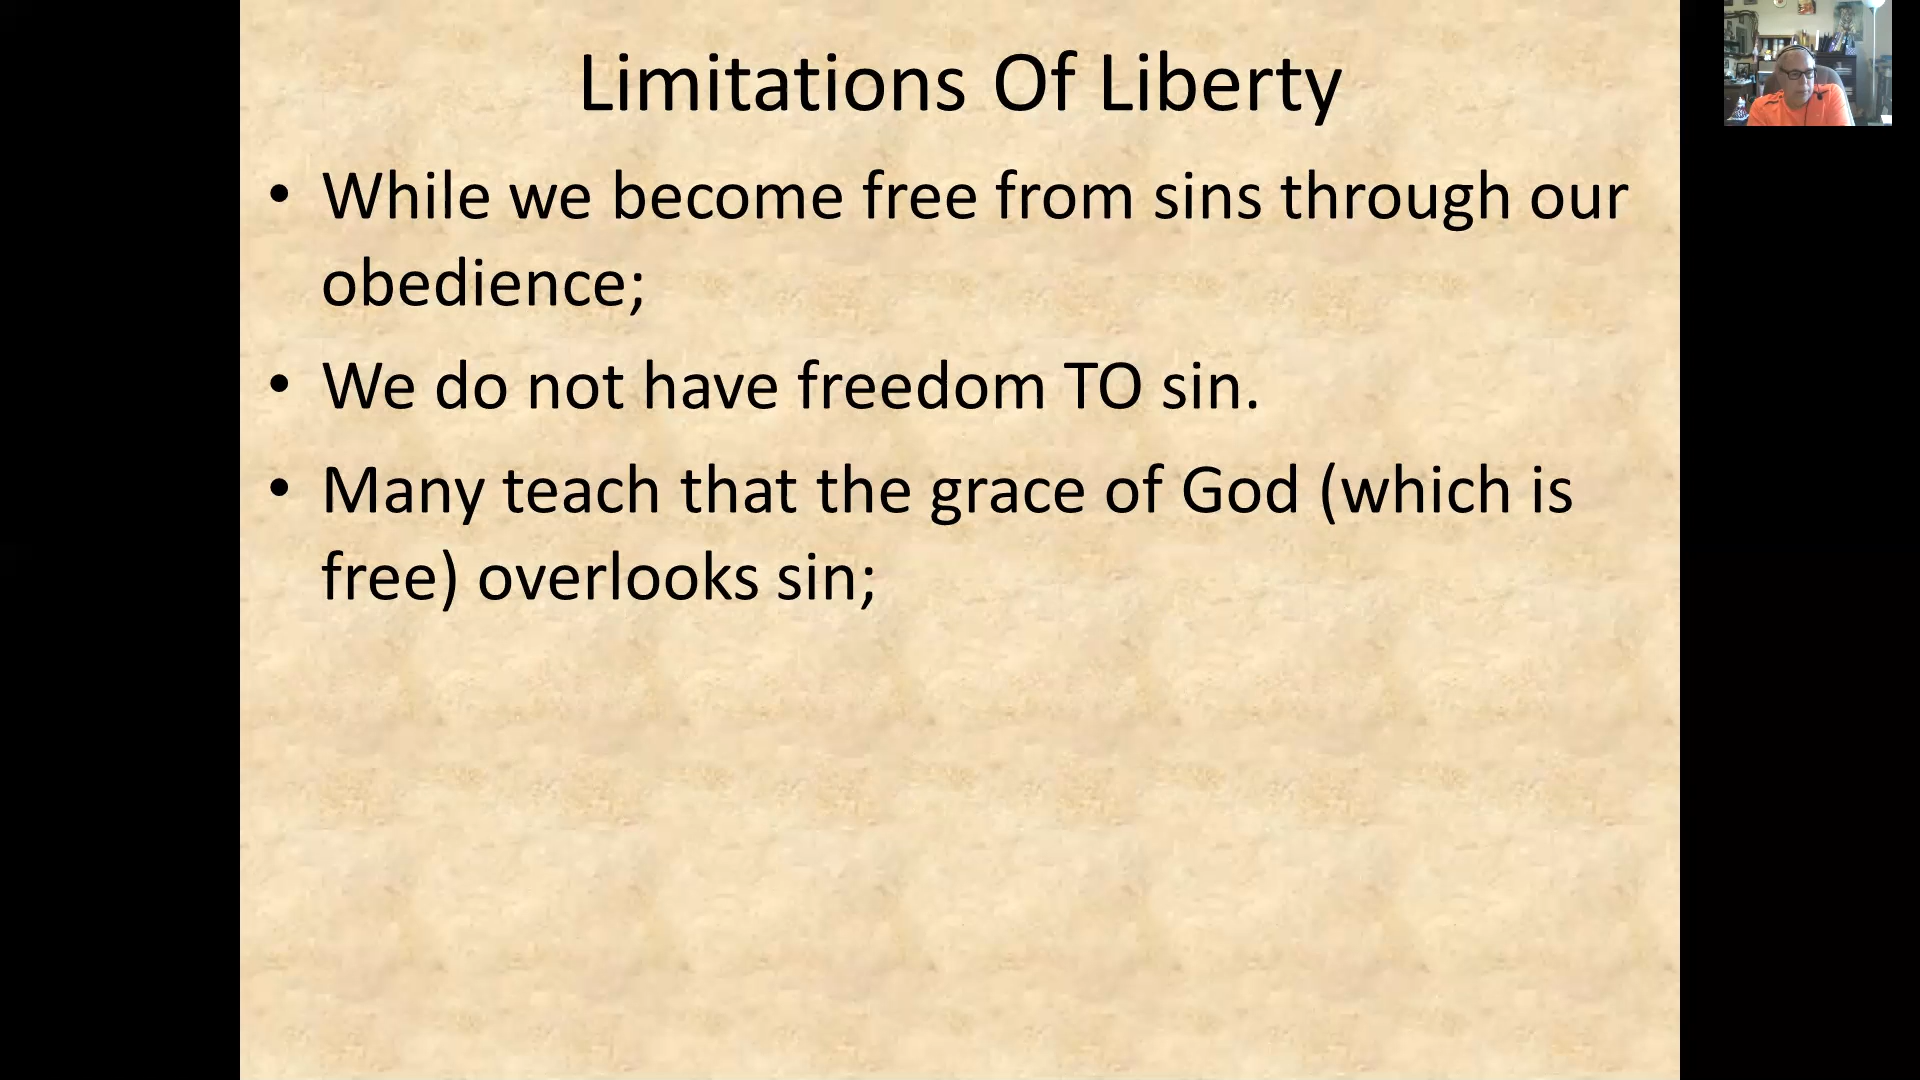 Limitations Of Liberty
• While we become free from sins through our
obedience;
• We do not have freedom TO sin.
• Many teach that the grace of God (which is
free) overlooks sin;